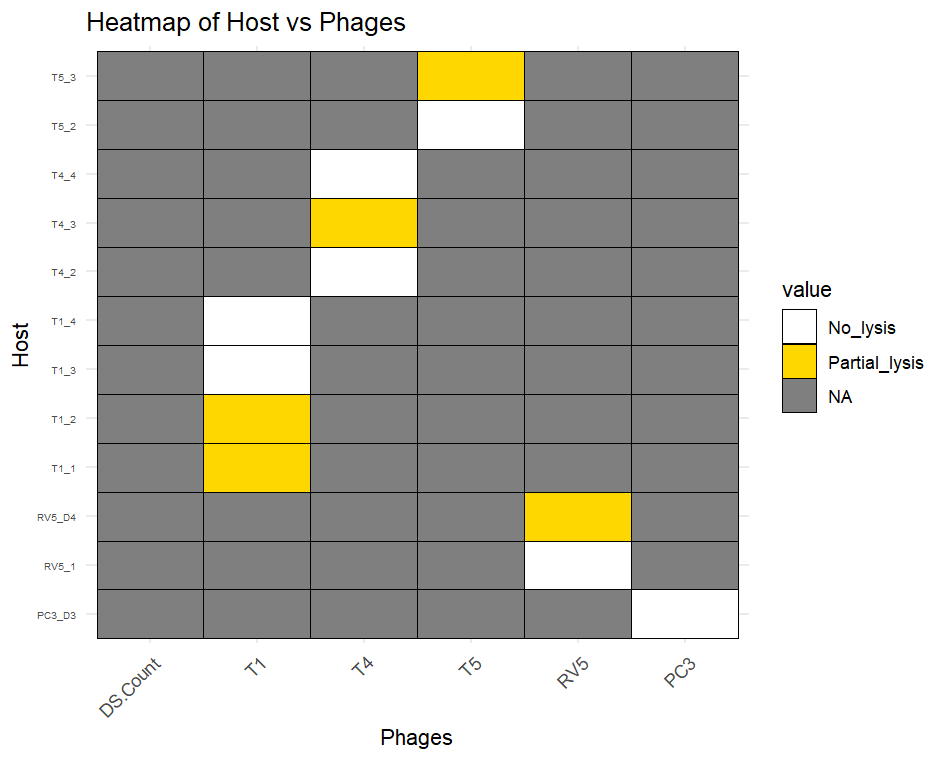 Heatmap of Host vs Phages
T5_3
T5_2
T4_4
T4_3
T4_2
T1_4
T1_3
T1_2
T1_1
RV5_D4
RV5_1
PC3_D3
Host
DS.Count
T1
T4
T5
RV5
PC3
Phages
value
No_lysis
Partial_lysis
NA